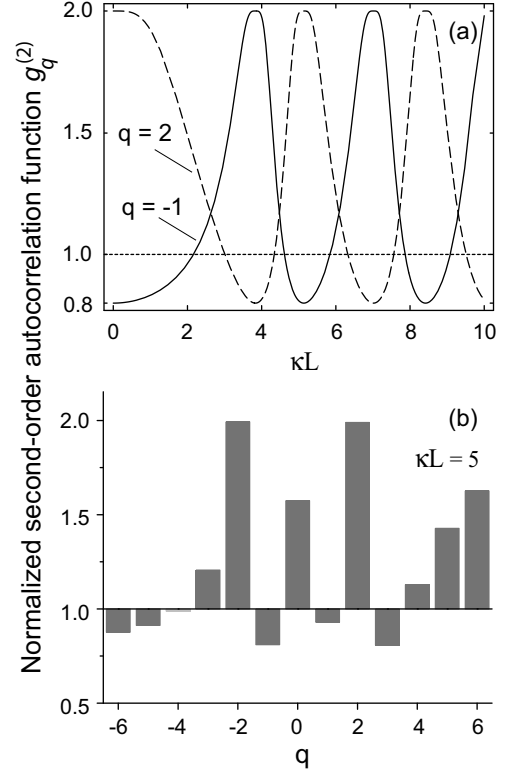 Normalized second-order autocorrelation function g_q^(2)
2.0
1.5
1.0
0.8
(a)
q = 2
q = -1
0 2 4 6 8 10
κL
2.0
1.5
1.0
0.5
(b)
κL = 5
-6 -4 -2 0 2 4 6
q